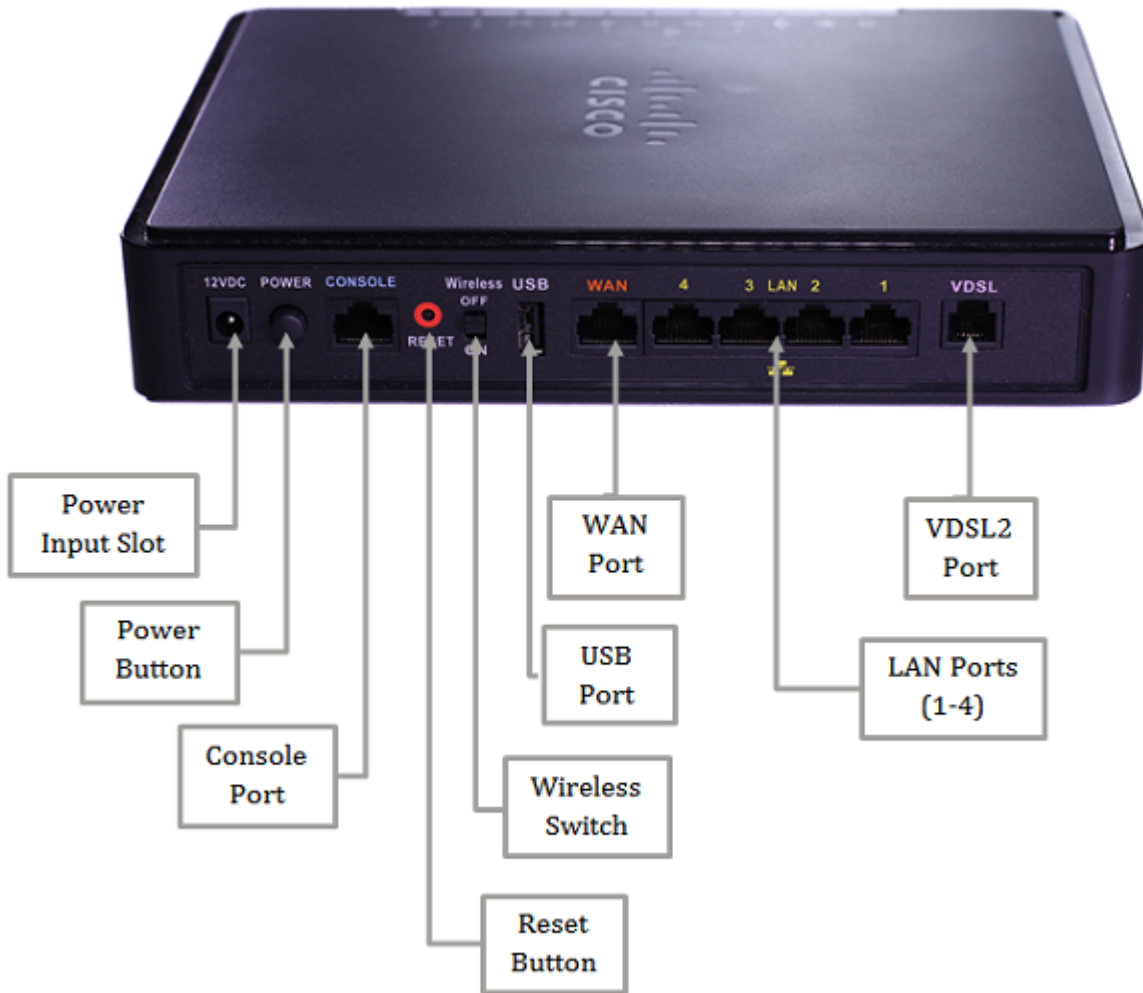 CISCO
12VDC POWER CONSOLE Wireless USB WAN 4 3 LAN 2 1 VDSL
OFF
RESET
ON
Power
Input Slot
Power
Button
Console
Port
Reset
Button
Wireless
Switch
USB
Port
WAN
Port
LAN Ports
(1-4)
VDSL2
Port